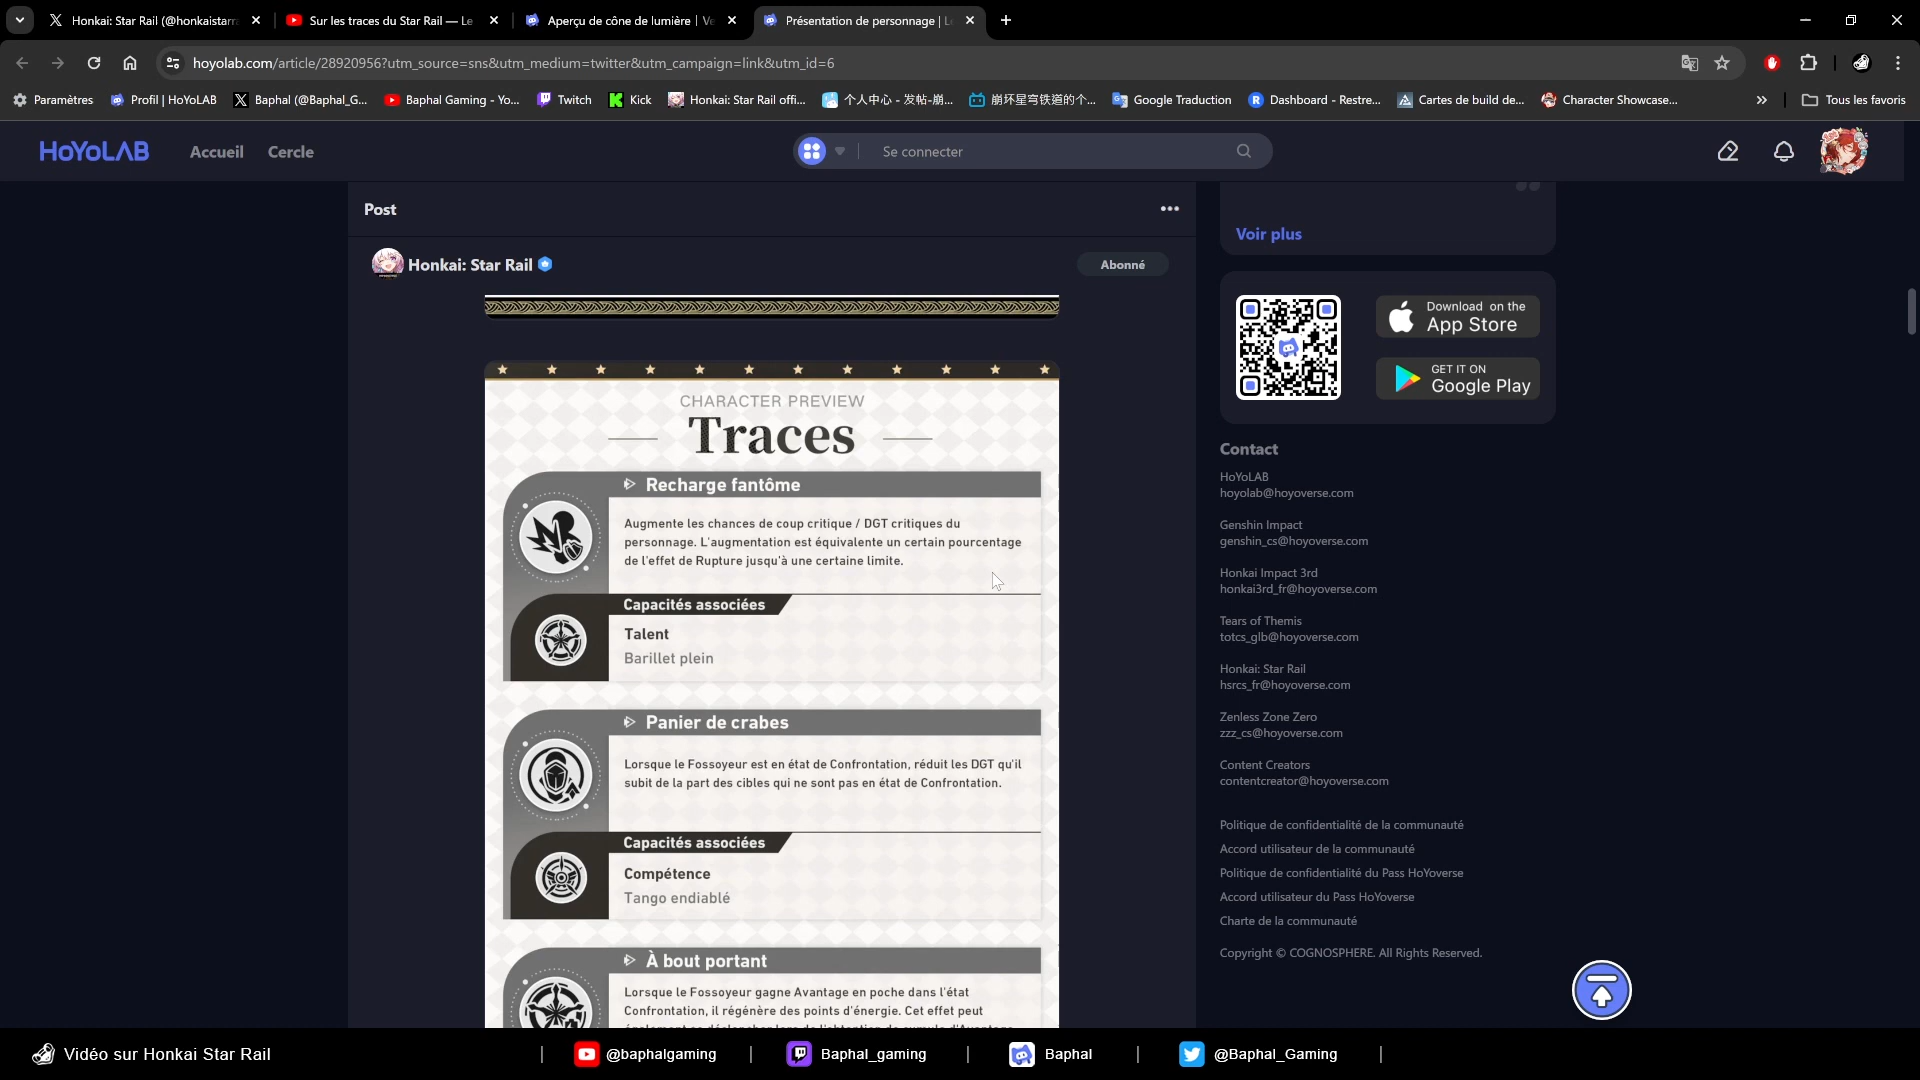 Honkai: Star Rail (@honkaistarra
Sur les traces du Star Rail — Le
Aperçu de cône de lumière | Ve
Présentation de personnage | Le
hoyolab.com/article/28920956?utm_source=sns&utm_medium=twitter&utm_campaign=link&utm_id=6
Paramètres
Profil | HoYoLAB
Baphal (@Baphal_G...
Baphal Gaming - Yo...
Twitch
Kick
Honkai: Star Rail offi...
个人中心 - 发帖-崩...
崩坏星穹铁道的个...
Google Traduction
Dashboard - Restre...
Cartes de build de...
Character Showcase...
Tous les favoris
HoYoLAB
Accueil
Cercle
Se connecter
Post
Honkai: Star Rail
Abonné
CHARACTER PREVIEW
Traces
Recharge fantôme
Augmente les chances de coup critique / DGT critiques du
personnage. L'augmentation est équivalente un certain pourcentage
de l'effet de Rupture jusqu'à une certaine limite.
Capacités associées
Talent
Barillet plein
Panier de crabes
Lorsque le Fossoyeur est en état de Confrontation, réduit les DGT qu'il
subit de la part des cibles qui ne sont pas en état de Confrontation.
Capacités associées
Compétence
Tango endiablé
À bout portant
Lorsque le Fossoyeur gagne Avantage en poche dans l'état
Confrontation, il régénère des points d'énergie. Cet effet peut
Voir plus
Download on the
App Store
GET IT ON
Google Play
Contact
HoYoLAB
hoyolab@hoyoverse.com
Genshin Impact
genshin_cs@hoyoverse.com
Honkai Impact 3rd
honkai3rd_fr@hoyoverse.com
Tears of Themis
totcs_glb@hoyoverse.com
Honkai: Star Rail
hsrcs_fr@hoyoverse.com
Zenless Zone Zero
zzz_cs@hoyoverse.com
Content Creators
contentcreator@hoyoverse.com
Politique de confidentialité de la communauté
Accord utilisateur de la communauté
Politique de confidentialité du Pass HoYoverse
Accord utilisateur du Pass HoYoverse
Charte de la communauté
Copyright © COGNOSPHERE. All Rights Reserved.
Vidéo sur Honkai Star Rail
@baphalgaming
Baphal_gaming
Baphal
@Baphal_Gaming